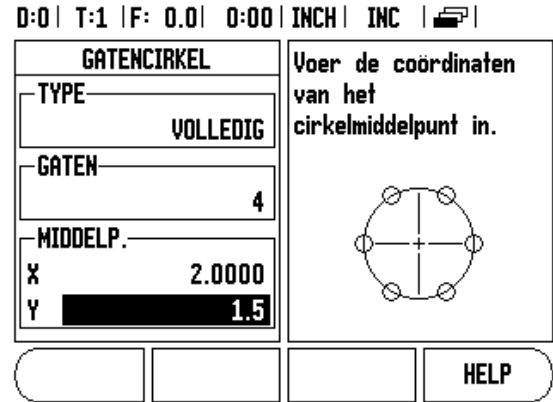 D:0| T:1 |F: 0.0| 0:00| INCH| INC |
GATENCIRKEL
TYPE
VOLLEDIG
GATEN
4
MIDDELP.
X 2.0000
Y 1.5
Voer de coördinaten
van het
cirkelmiddelpunt in.
HELP